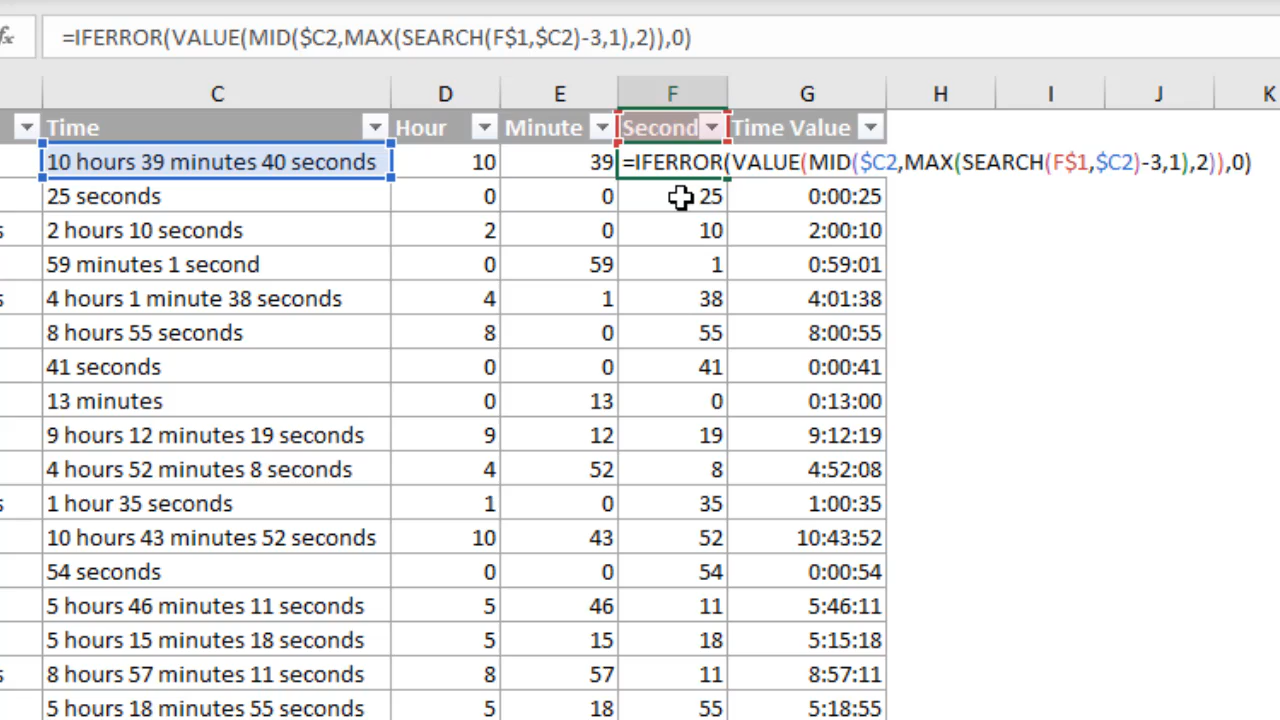 fx =IFERROR(VALUE(MID($C2,MAX(SEARCH(F$1,$C2)-3,1),2)),0)
C D E F G H I J K
Time Hour Minute Second Time Value
10 hours 39 minutes 40 seconds 10 39 =IFERROR(VALUE(MID($C2,MAX(SEARCH(F$1,$C2)-3,1),2)),0)
25 seconds 0 0 25 0:00:25
s 2 hours 10 seconds 2 0 10 2:00:10
59 minutes 1 second 0 59 1 0:59:01
s 4 hours 1 minute 38 seconds 4 1 38 4:01:38
8 hours 55 seconds 8 0 55 8:00:55
41 seconds 0 0 41 0:00:41
13 minutes 0 13 0 0:13:00
9 hours 12 minutes 19 seconds 9 12 19 9:12:19
4 hours 52 minutes 8 seconds 4 52 8 4:52:08
s 1 hour 35 seconds 1 0 35 1:00:35
10 hours 43 minutes 52 seconds 10 43 52 10:43:52
54 seconds 0 0 54 0:00:54
5 hours 46 minutes 11 seconds 5 46 11 5:46:11
5 hours 15 minutes 18 seconds 5 15 18 5:15:18
s 8 hours 57 minutes 11 seconds 8 57 11 8:57:11
5 hours 18 minutes 55 seconds 5 18 55 5:18:55